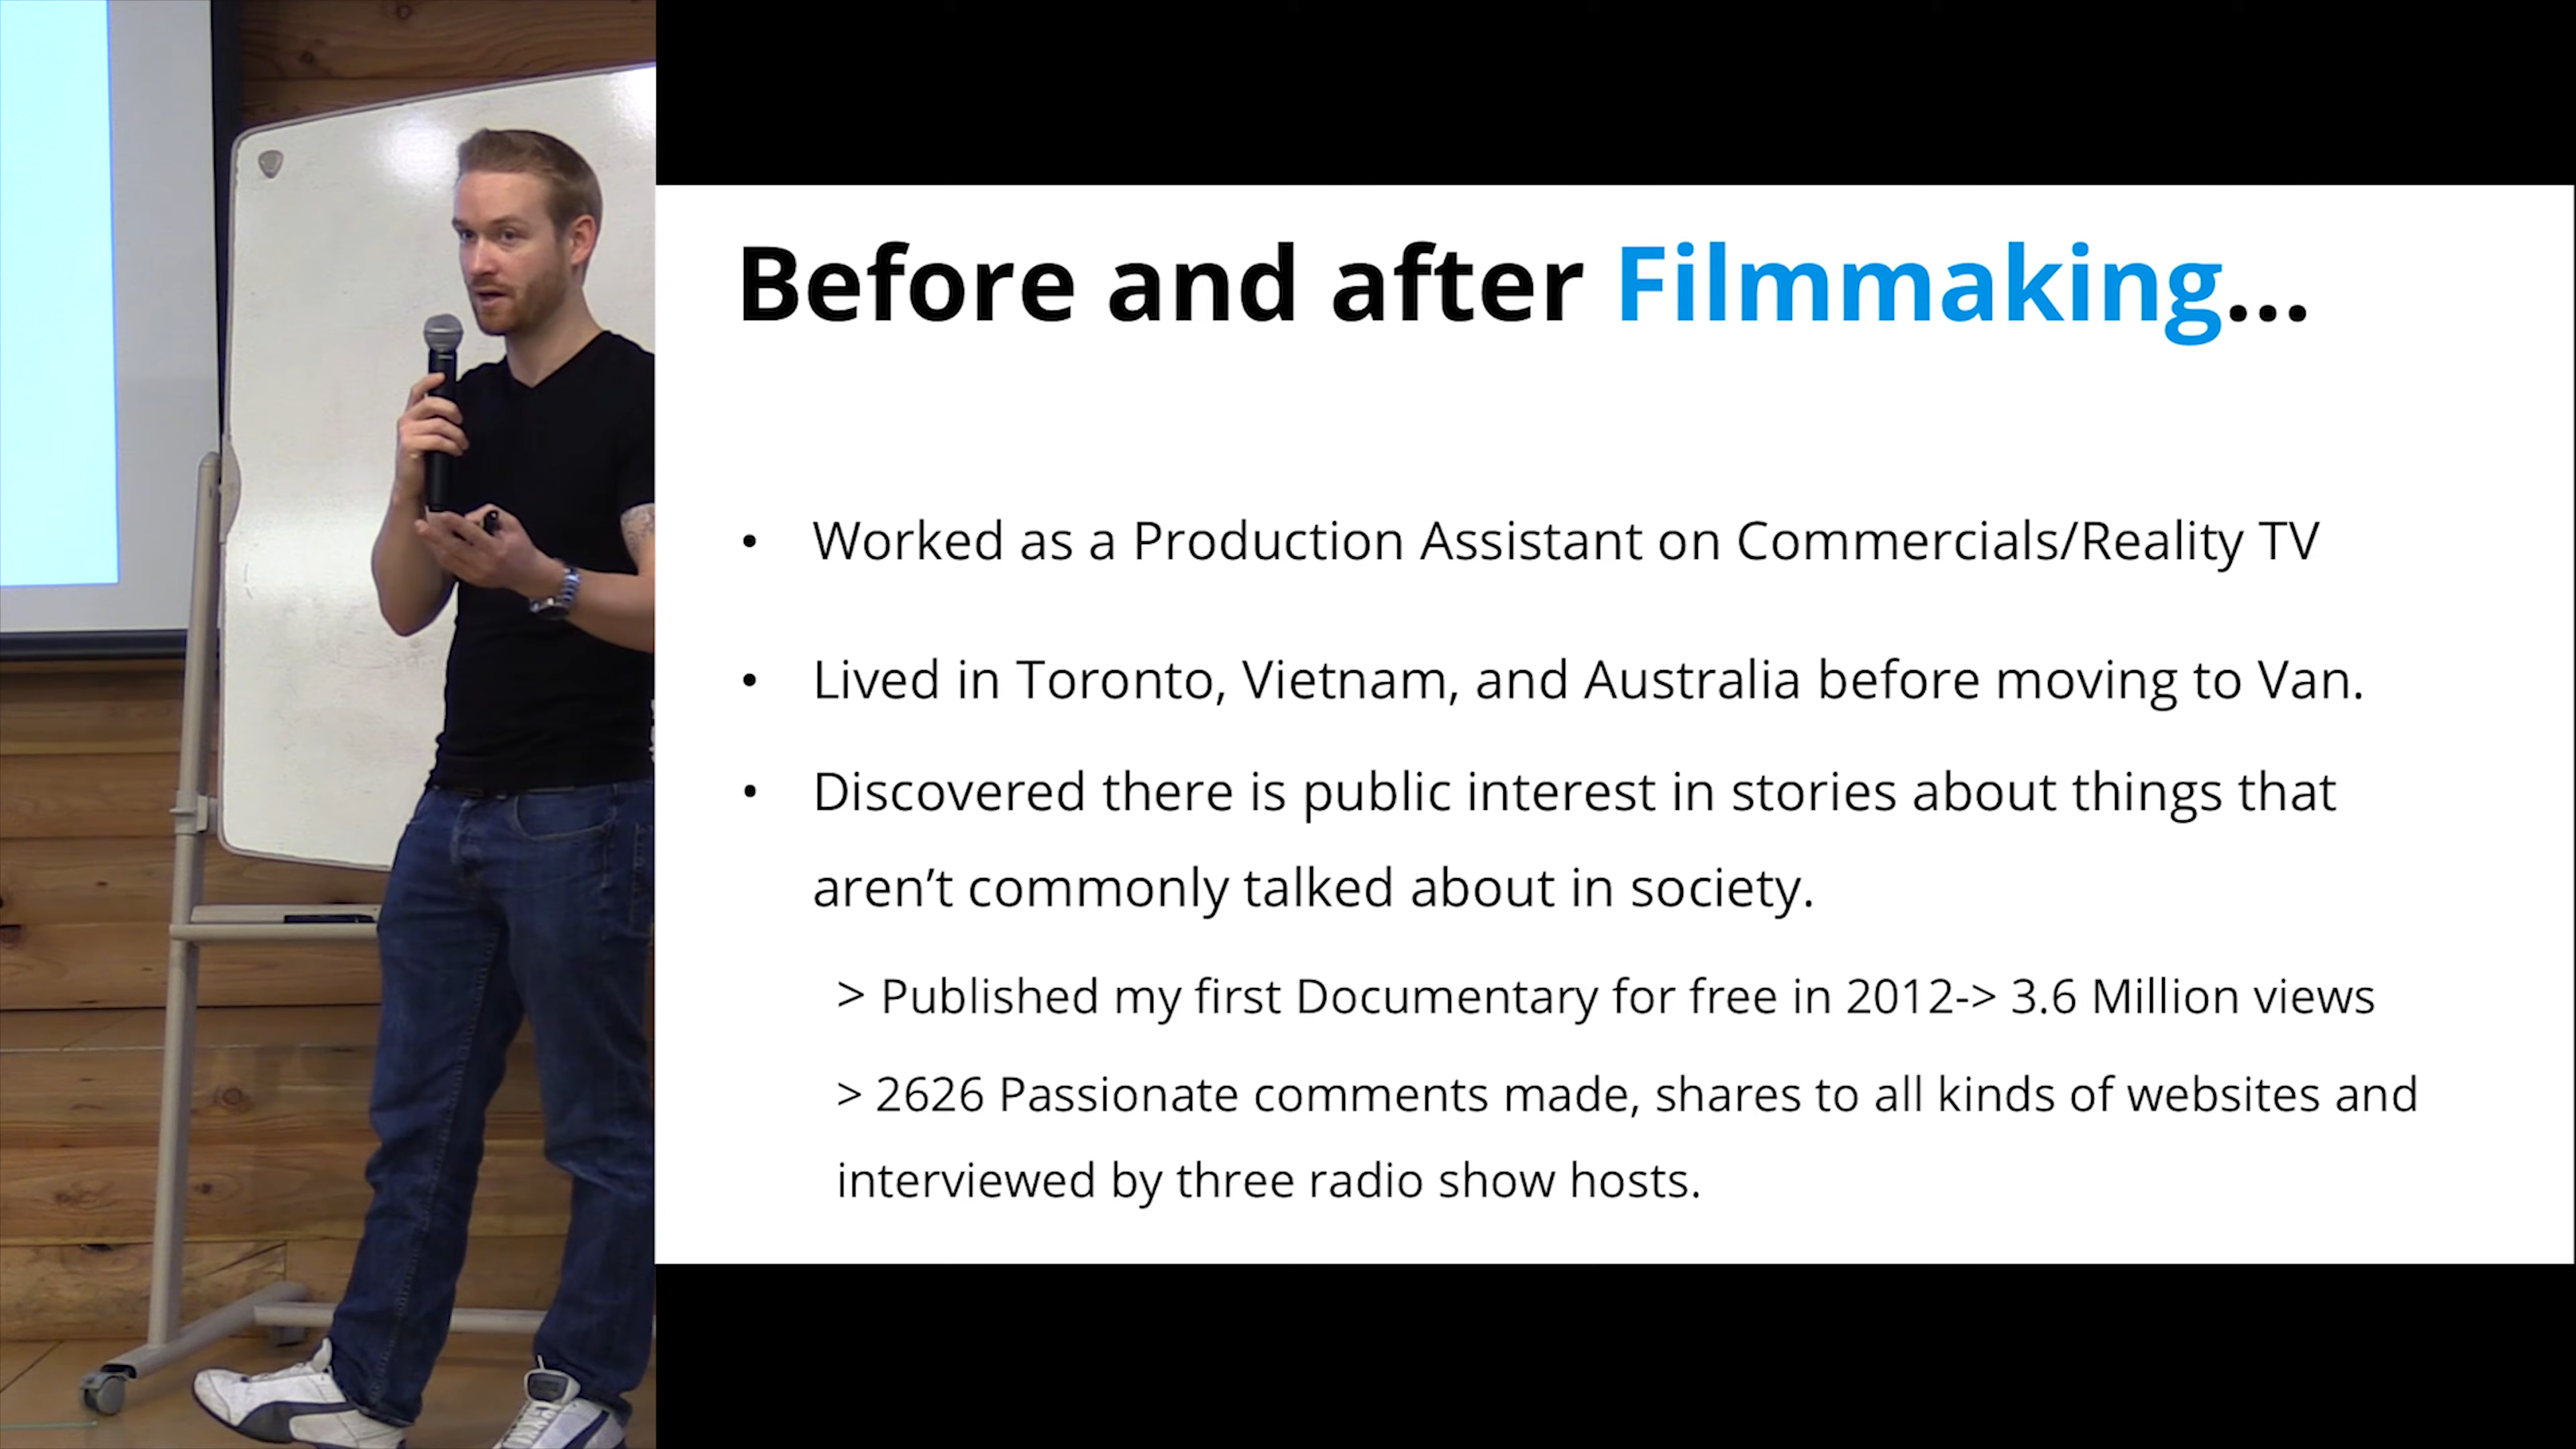 Before and after Filmmaking...
• Worked as a Production Assistant on Commercials/Reality TV
• Lived in Toronto, Vietnam, and Australia before moving to Van.
• Discovered there is public interest in stories about things that
aren’t commonly talked about in society.
> Published my first Documentary for free in 2012-> 3.6 Million views
> 2626 Passionate comments made, shares to all kinds of websites and
interviewed by three radio show hosts.